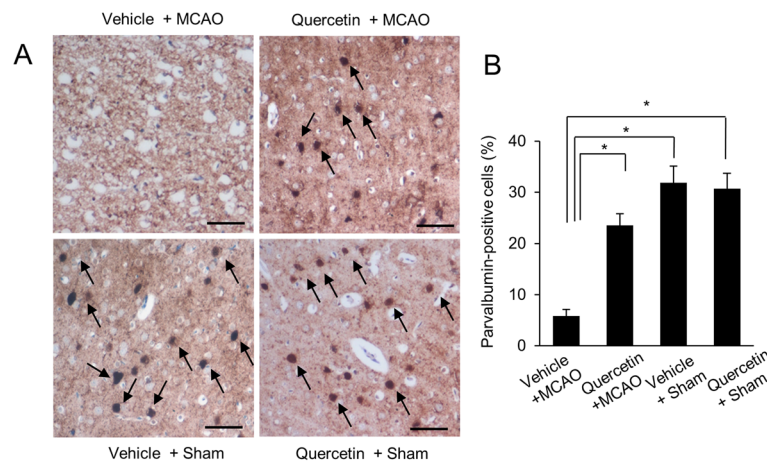 Vehicle + MCAO
Quercetin + MCAO
A
B
Vehicle + Sham
Quercetin + Sham
Parvalbumin-positive cells (%)
40
30
20
10
0
*
*
*
Vehicle
+MCAO
Quercetin
+MCAO
Vehicle
+ Sham
Quercetin
+ Sham